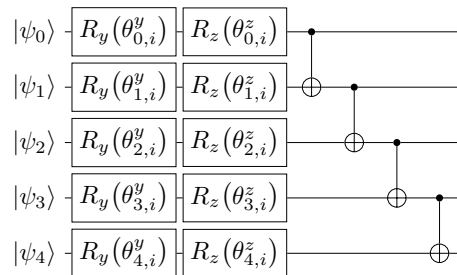 |ψ₀⟩ R_y(θ^y_{0,i}) R_z(θ^z_{0,i})
|ψ₁⟩ R_y(θ^y_{1,i}) R_z(θ^z_{1,i})
|ψ₂⟩ R_y(θ^y_{2,i}) R_z(θ^z_{2,i})
|ψ₃⟩ R_y(θ^y_{3,i}) R_z(θ^z_{3,i})
|ψ₄⟩ R_y(θ^y_{4,i}) R_z(θ^z_{4,i})